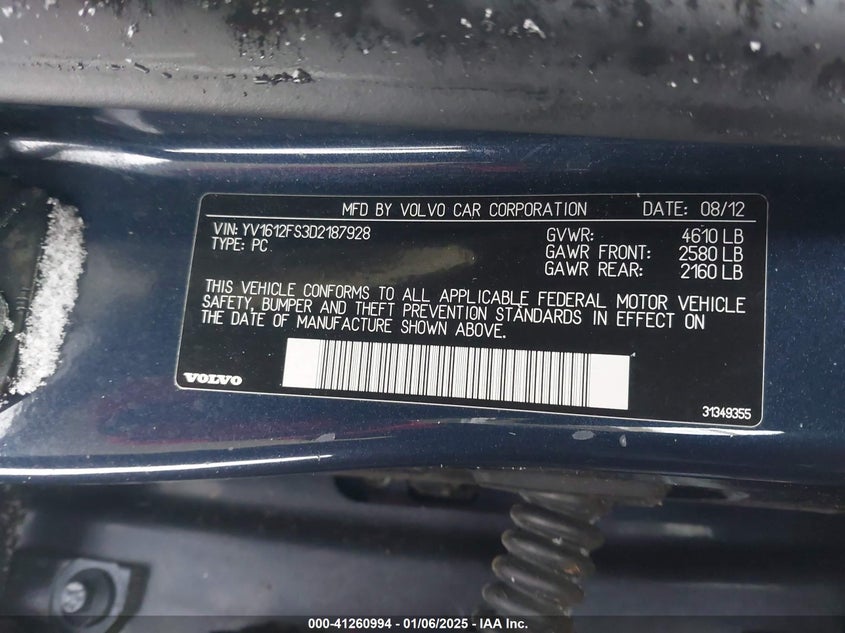 MFD BY VOLVO CAR CORPORATION DATE: 08/12
VIN: YV1612FS3D2187928
TYPE: PC
GVWR: 4610 LB
GAWR FRONT: 2580 LB
GAWR REAR: 2160 LB
THIS VEHICLE CONFORMS TO ALL APPLICABLE FEDERAL MOTOR VEHICLE
SAFETY, BUMPER AND THEFT PREVENTION STANDARDS IN EFFECT ON
THE DATE OF MANUFACTURE SHOWN ABOVE.
VOLVO
31349355
000-41260994 - 01/06/2025 - IAA Inc.